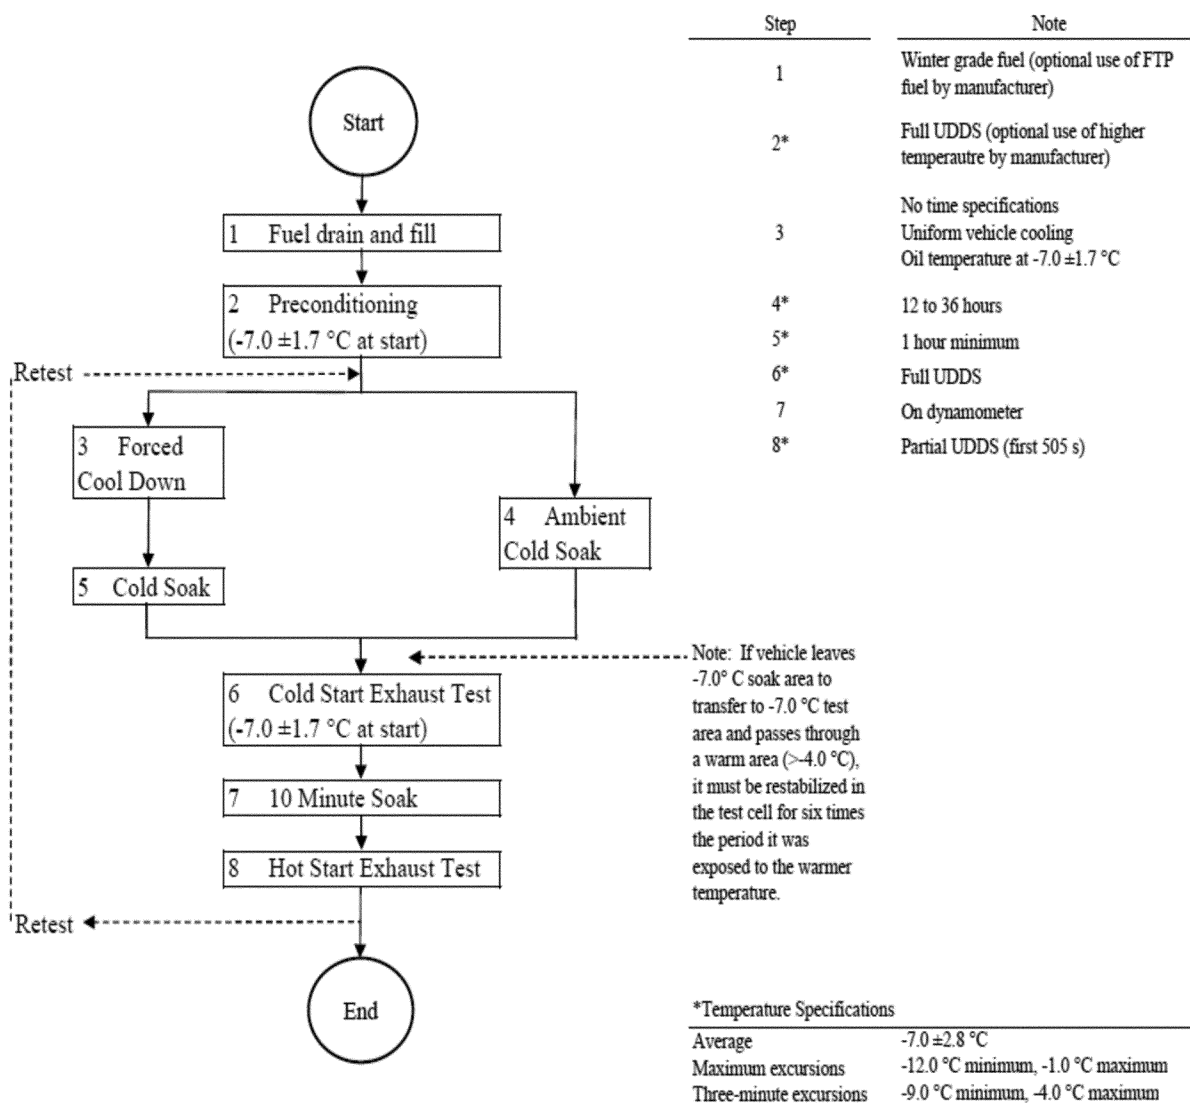 Start
1 Fuel drain and fill
2 Preconditioning
(-7.0 ±1.7 °C at start)
Retest
3 Forced
Cool Down
4 Ambient
Cold Soak
5 Cold Soak
6 Cold Start Exhaust Test
(-7.0 ±1.7 °C at start)
7 10 Minute Soak
8 Hot Start Exhaust Test
Retest
End
Step Note
1 Winter grade fuel (optional use of FTP
fuel by manufacturer)
2* Full UDDS (optional use of higher
temperautre by manufacturer)
No time specifications
3 Uniform vehicle cooling
Oil temperature at -7.0 ±1.7 °C
4* 12 to 36 hours
5* 1 hour minimum
6* Full UDDS
7 On dynamometer
8* Partial UDDS (first 505 s)
Note: If vehicle leaves
-7.0° C soak area to
transfer to -7.0 °C test
area and passes through
a warm area (>-4.0 °C),
it must be restabilized in
the test cell for six times
the period it was
exposed to the warmer
temperature.
*Temperature Specifications
Average -7.0 ±2.8 °C
Maximum excursions -12.0 °C minimum, -1.0 °C maximum
Three-minute excursions -9.0 °C minimum, -4.0 °C maximum